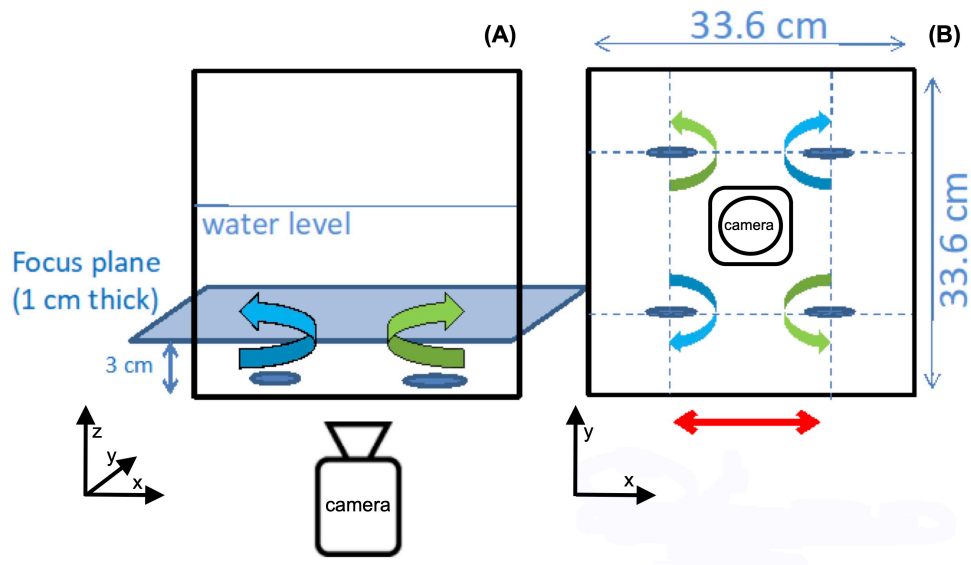 (A)
33.6 cm
(B)
water level
Focus plane
(1 cm thick)
3 cm
camera
33.6 cm
z
y
x
camera
y
x